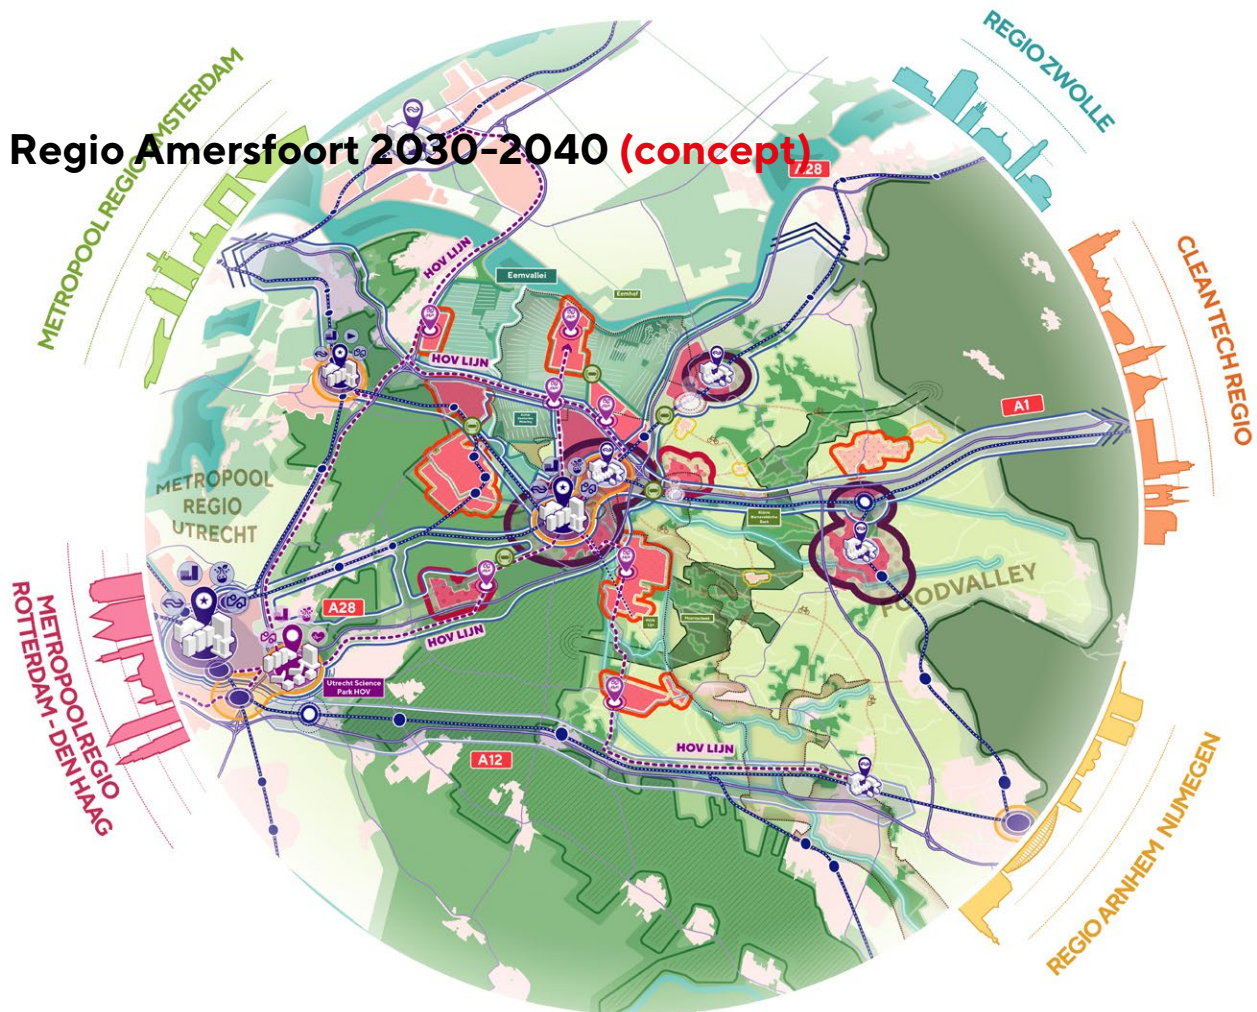 REGIO ZWOLLE
METROPOOLREGIO AMSTERDAM
Regio Amersfoort 2030-2040 (concept)
A28
HOV LIJN
Eemvallei
Eemhof
CLEAN TECH REGIO
HOV LIJN
A1
METROPOOL
REGIO
UTRECHT
FOODVALLEY
A28
HOV LIJN
METROPOOLREGIO
ROTTERDAM - DEN HAAG
Utrecht Science
Park HOV
HOV LIJN
A12
REGIO ARNHEM NIJMEGEN